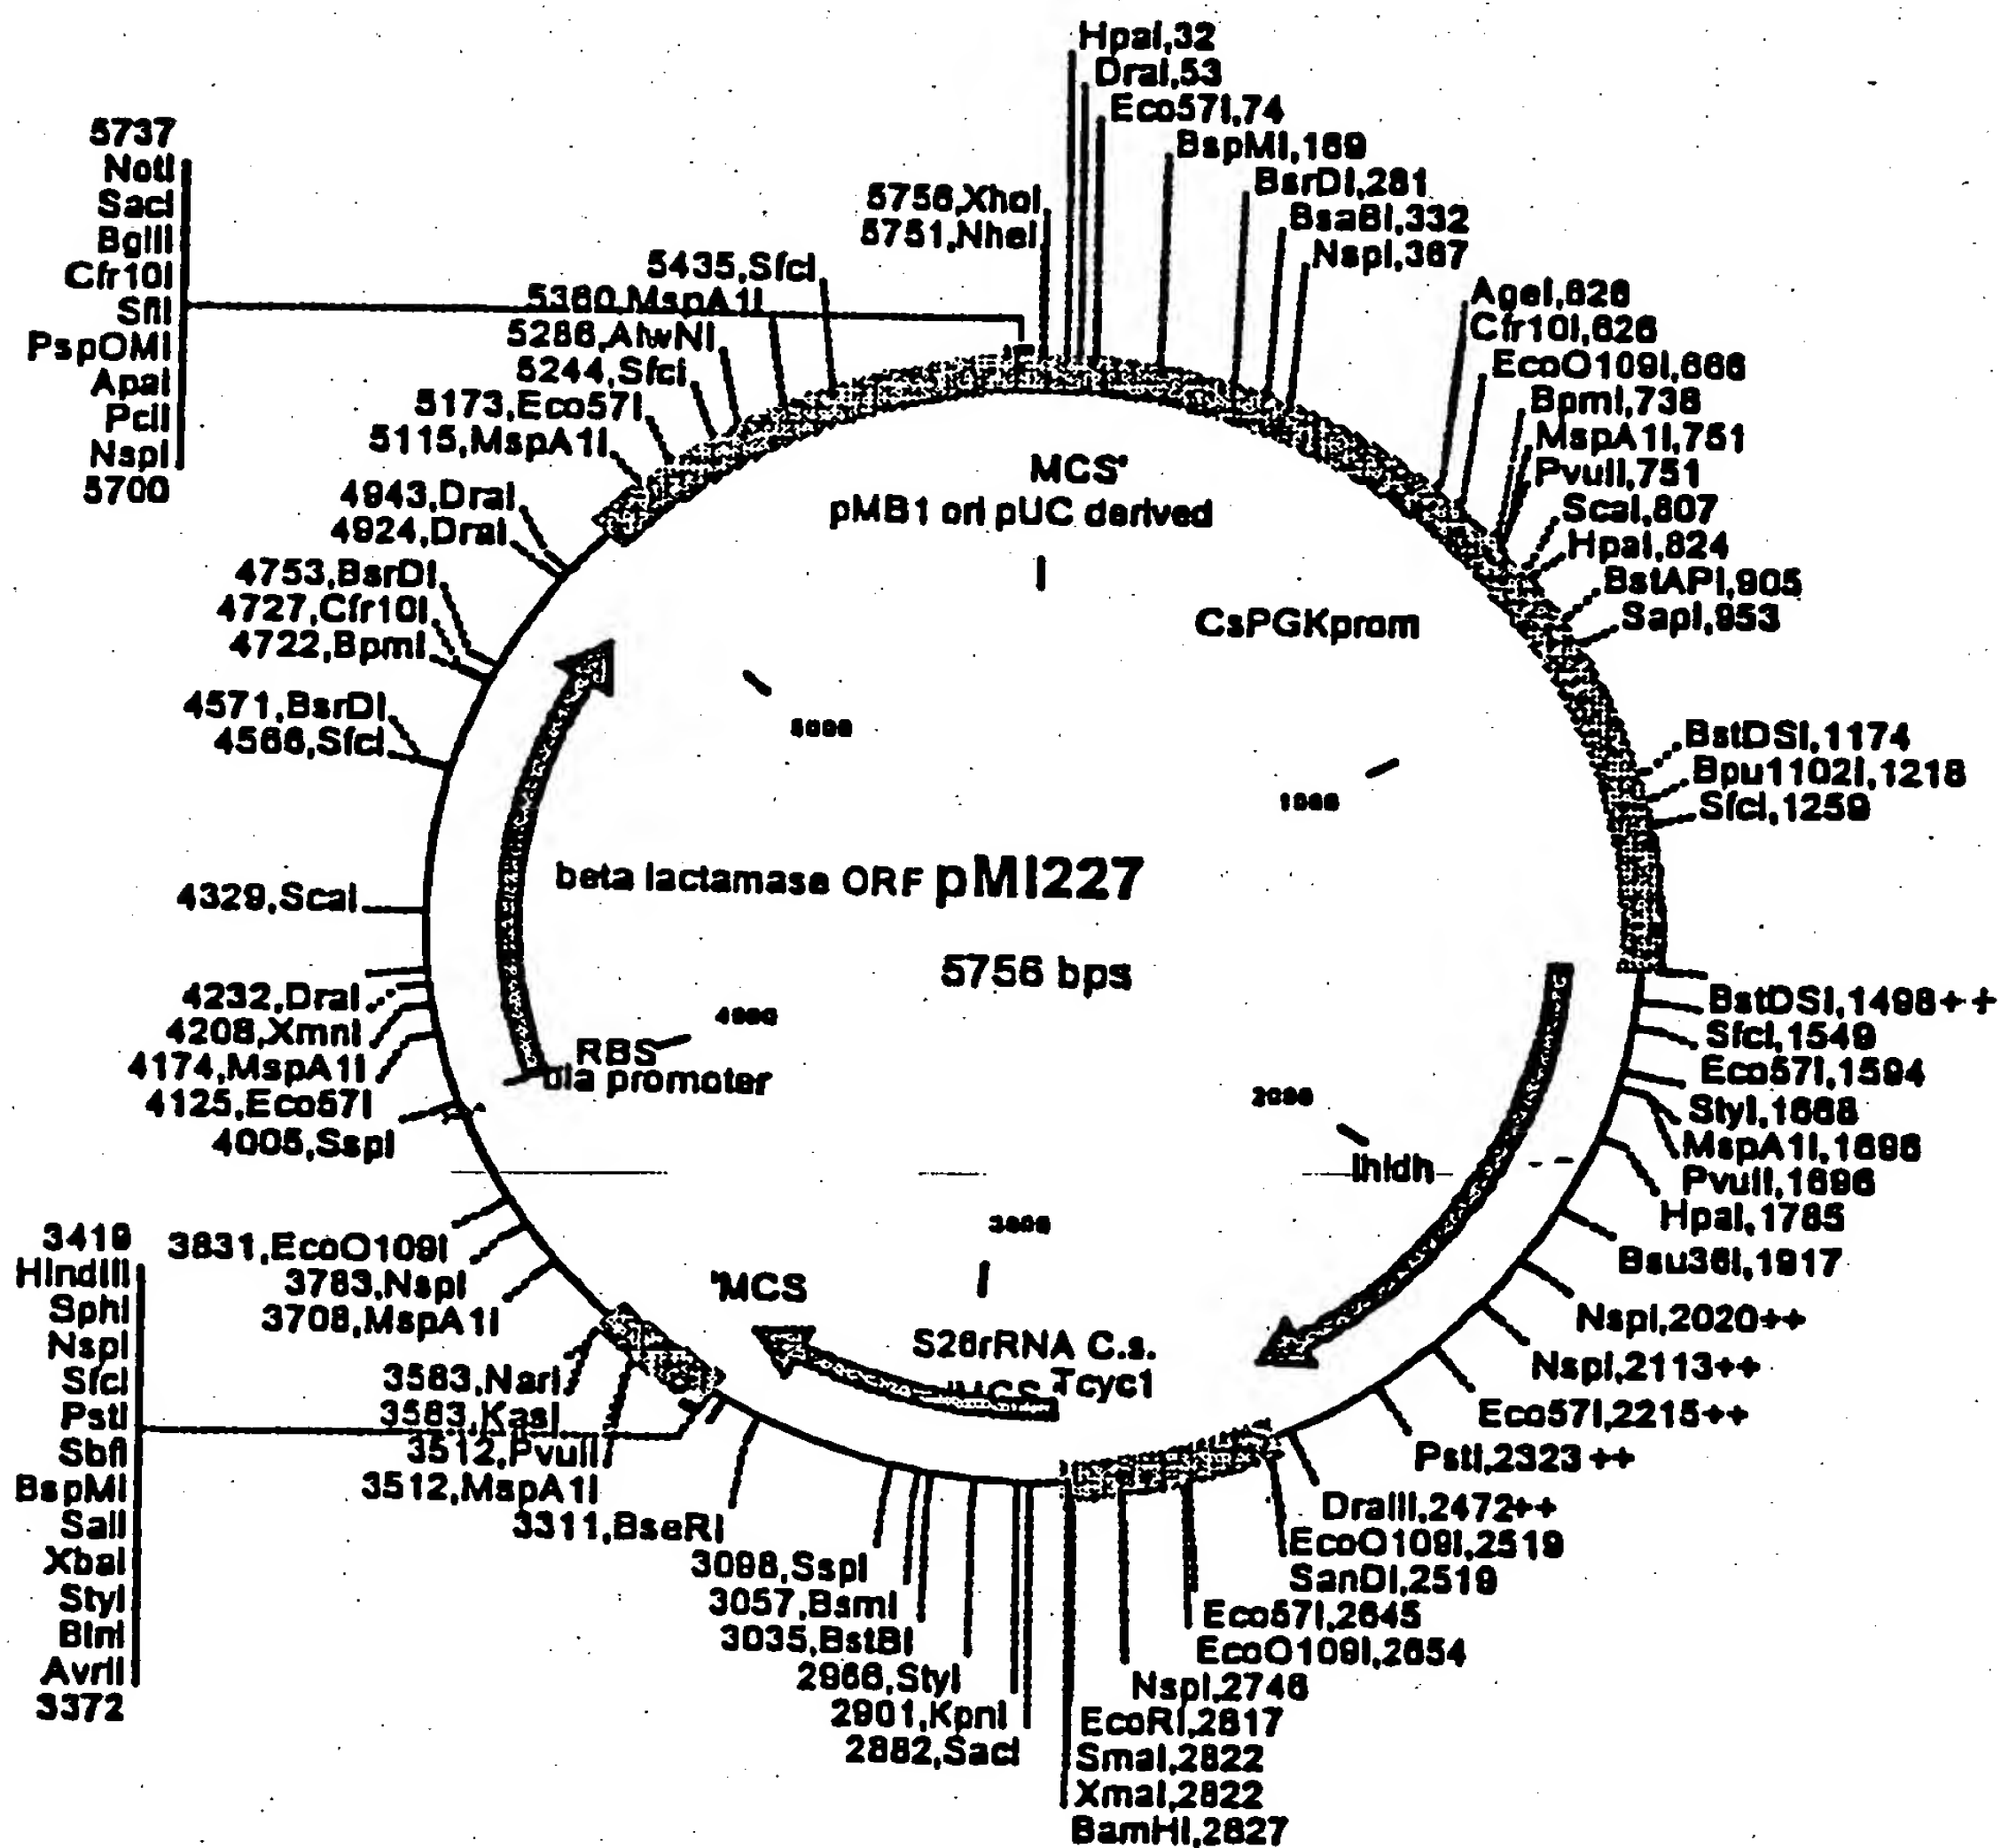 HpaI,32
DraI,53
Eco57I,74
BspMI,169
BsrDI,281
BsaBI,332
NspI,367
AgeI,626
Cfr10I,626
EcoO109I,666
BpmI,738
MspA1I,751
PvuII,751
ScaI,807
HpaI,824
BstAPI,905
SapI,953
BstDSI,1174
Bpu1102I,1218
SfcI,1259
BstDSI,1498++
SfcI,1549
Eco57I,1594
StyI,1668
MspA1I,1696
PvuII,1696
HpaI,1765
Bsu36I,1917
NspI,2020++
NspI,2113++
Eco57I,2215++
PstI,2323++
DraIII,2472++
EcoO109I,2519
SanDI,2519
Eco57I,2645
EcoO109I,2654
NspI,2746
EcoRI,2817
SmaI,2822
XmaI,2822
BamHI,2827
2882,SacI
2901,KpnI
2966,StyI
3035,BstBI
3057,BsmI
3098,SspI
3311,BseRI
3512,MspA1I
3512,PvuII
3583,KasI
3583,NarI
3419
HindIII
SphI
NspI
SfcI
PstI
SbfI
BspMI
SalI
XbaI
StyI
BlnI
AvrII
3372
3708,MspA1I
3783,NspI
3831,EcoO109I
4005,SspI
4125,Eco57I
4174,MspA1I
4208,XmnI
4232,DraI
4329,ScaI
4566,SfcI
4571,BsrDI
4722,BpmI
4727,Cfr10I
4753,BsrDI
4924,DraI
4943,DraI
5115,MspA1I
5173,Eco57I
5244,SfcI
5286,AlwNI
5360,MspA1I
5435,SfcI
5737
NotI
SacI
BglII
Cfr10I
SfiI
PspOMI
ApaI
PciI
NspI
5700
5751,NheI
5756,XhoI
MCS'
pMB1 ori pUC derived
CsPGKprom
5000
1000
beta lactamase ORF pMI227
5756 bps
4000
RBS
bla promoter
2000
lhldh
3000
'MCS
S26rRNA C.s.
'MCS' Tcyc1